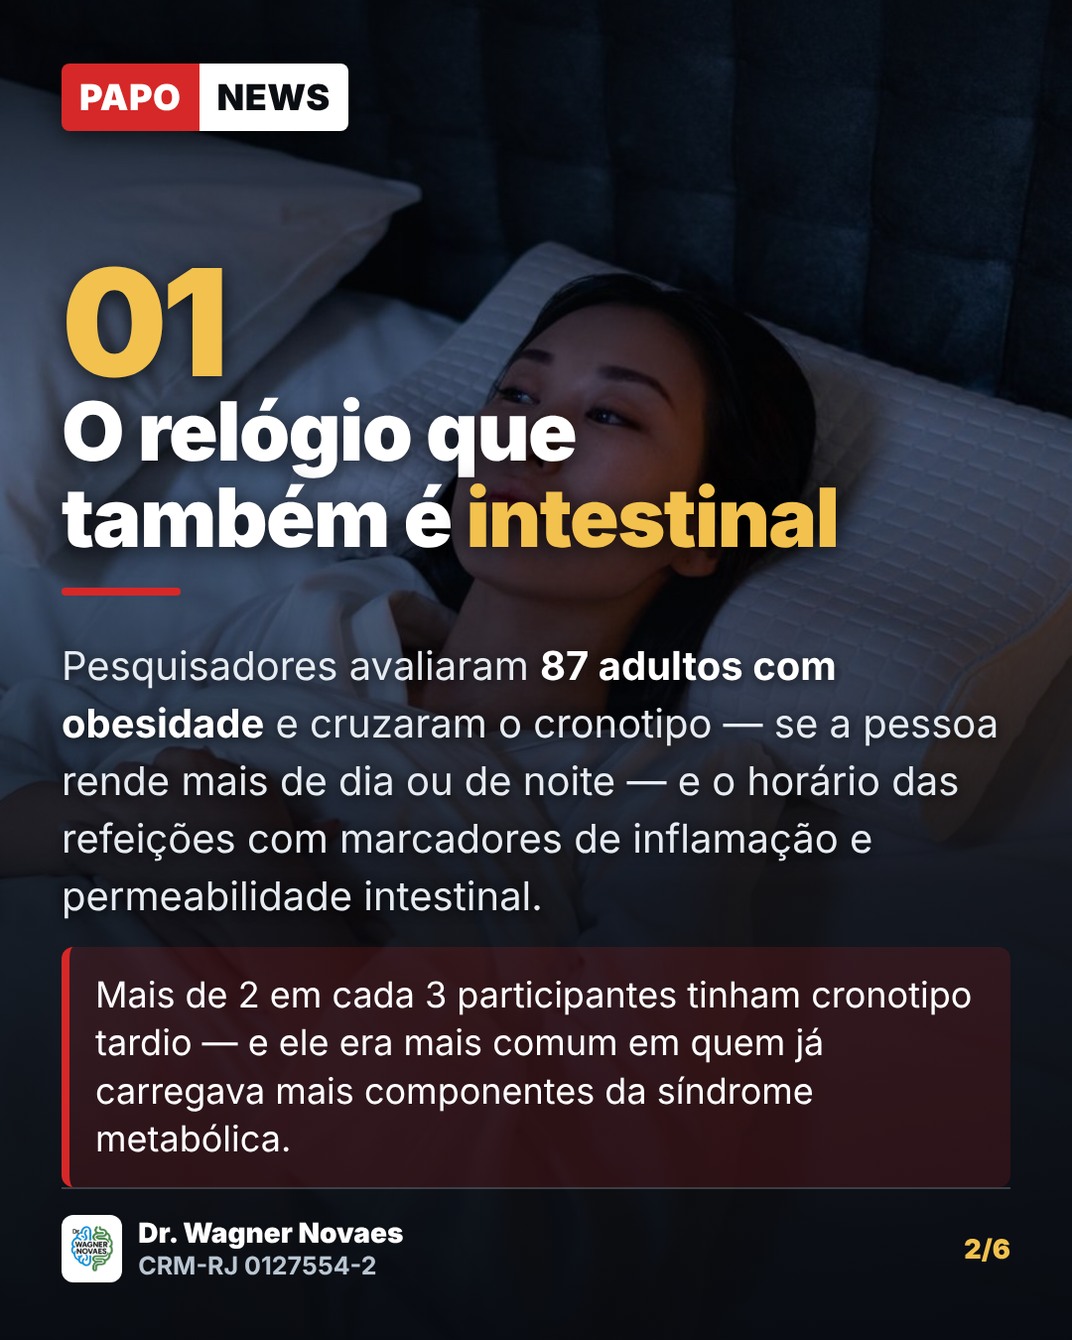 PAPO NEWS
01
O relógio que
também é intestinal
Pesquisadores avaliaram 87 adultos com
obesidade e cruzaram o cronotipo — se a pessoa
rende mais de dia ou de noite — e o horário das
refeições com marcadores de inflamação e
permeabilidade intestinal.
Mais de 2 em cada 3 participantes tinham cronotipo
tardio — e ele era mais comum em quem já
carregava mais componentes da síndrome
metabólica.
Dr.
WAGNER
NOVAES
Dr. Wagner Novaes
CRM-RJ 0127554-2
2/6